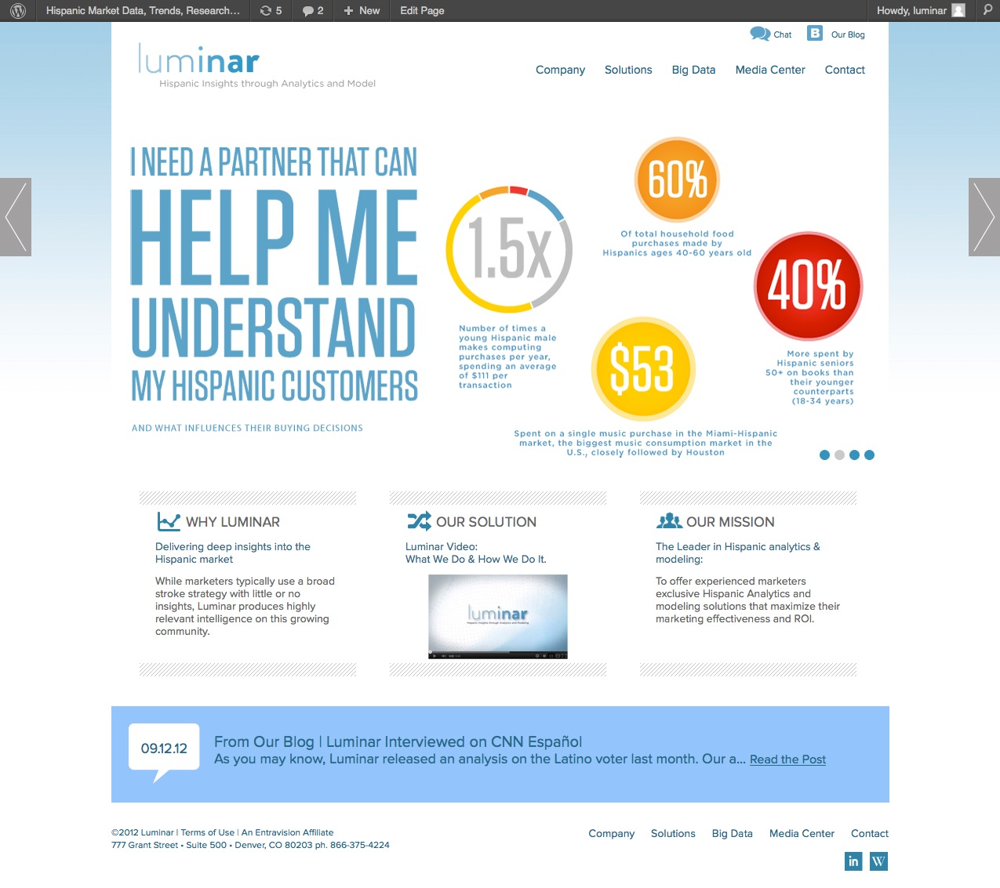 Hispanic Market Data, Trends, Research... 5 2 + New Edit Page Howdy, luminar
Chat B Our Blog
luminar
Hispanic Insights through Analytics and Model
Company Solutions Big Data Media Center Contact
I NEED A PARTNER THAT CAN
HELP ME
UNDERSTAND
MY HISPANIC CUSTOMERS
AND WHAT INFLUENCES THEIR BUYING DECISIONS
1.5x
Number of times a
young Hispanic male
makes computing
purchases per year,
spending an average
of $111 per
transaction
60%
Of total household food
purchases made by
Hispanics ages 40-60 years old
40%
More spent by
Hispanic seniors
50+ on books than
their younger
counterparts
(18-34 years)
$53
Spent on a single music purchase in the Miami-Hispanic
market, the biggest music consumption market in the
U.S., closely followed by Houston
WHY LUMINAR
Delivering deep insights into the
Hispanic market
While marketers typically use a broad
stroke strategy with little or no
insights, Luminar produces highly
relevant intelligence on this growing
community.
OUR SOLUTION
Luminar Video:
What We Do & How We Do It.
luminar
Hispanic Insights through Analytics and Modeling
OUR MISSION
The Leader in Hispanic analytics &
modeling:
To offer experienced marketers
exclusive Hispanic Analytics and
modeling solutions that maximize their
marketing effectiveness and ROI.
09.12.12
From Our Blog | Luminar Interviewed on CNN Español
As you may know, Luminar released an analysis on the Latino voter last month. Our a... Read the Post
©2012 Luminar | Terms of Use | An Entravision Affiliate
777 Grant Street • Suite 500 • Denver, CO 80203 ph. 866-375-4224
Company Solutions Big Data Media Center Contact
in W